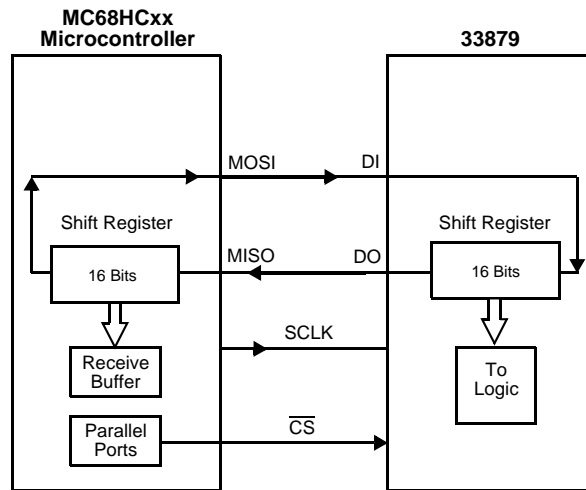 MC68HCxx
Microcontroller
33879
MOSI
DI
Shift Register
Shift Register
MISO
DO
16 Bits
16 Bits
SCLK
Receive
Buffer
To
Logic
Parallel
Ports
CS